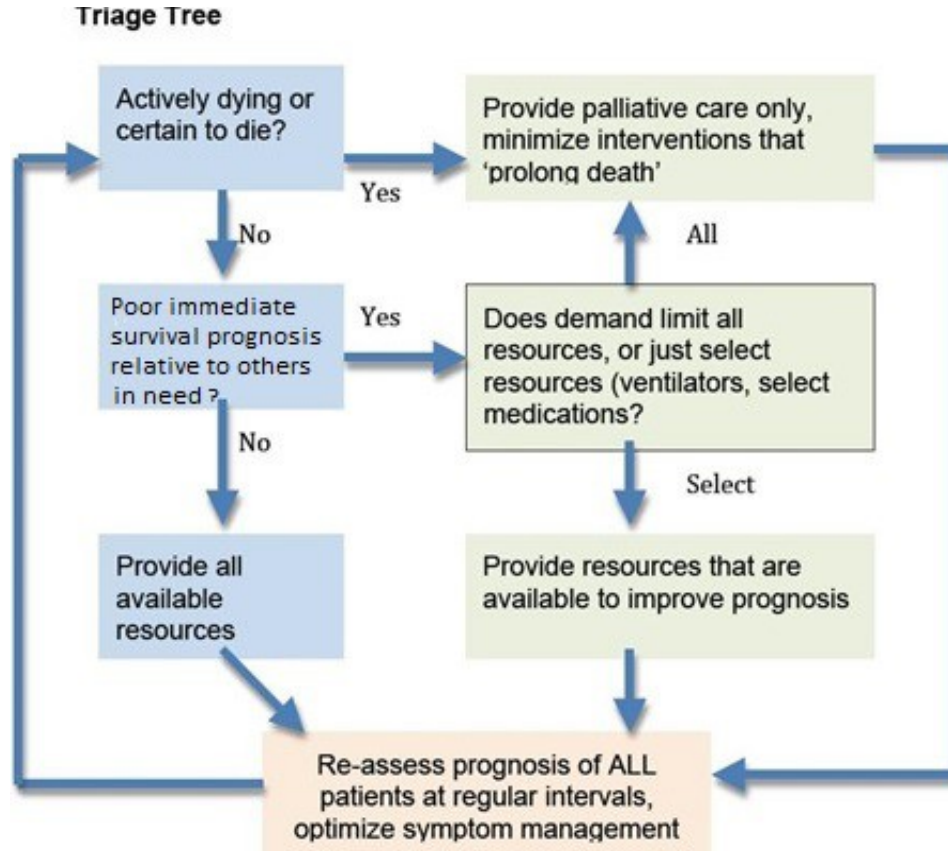 Triage Tree
Actively dying or
certain to die?
Yes
Provide palliative care only,
minimize interventions that
‘prolong death’
No
All
Poor immediate
survival prognosis
relative to others
in need ?
Yes
Does demand limit all
resources, or just select
resources (ventilators, select
medications?
No
Select
Provide all
available
resources
Provide resources that are
available to improve prognosis
Re-assess prognosis of ALL
patients at regular intervals,
optimize symptom management